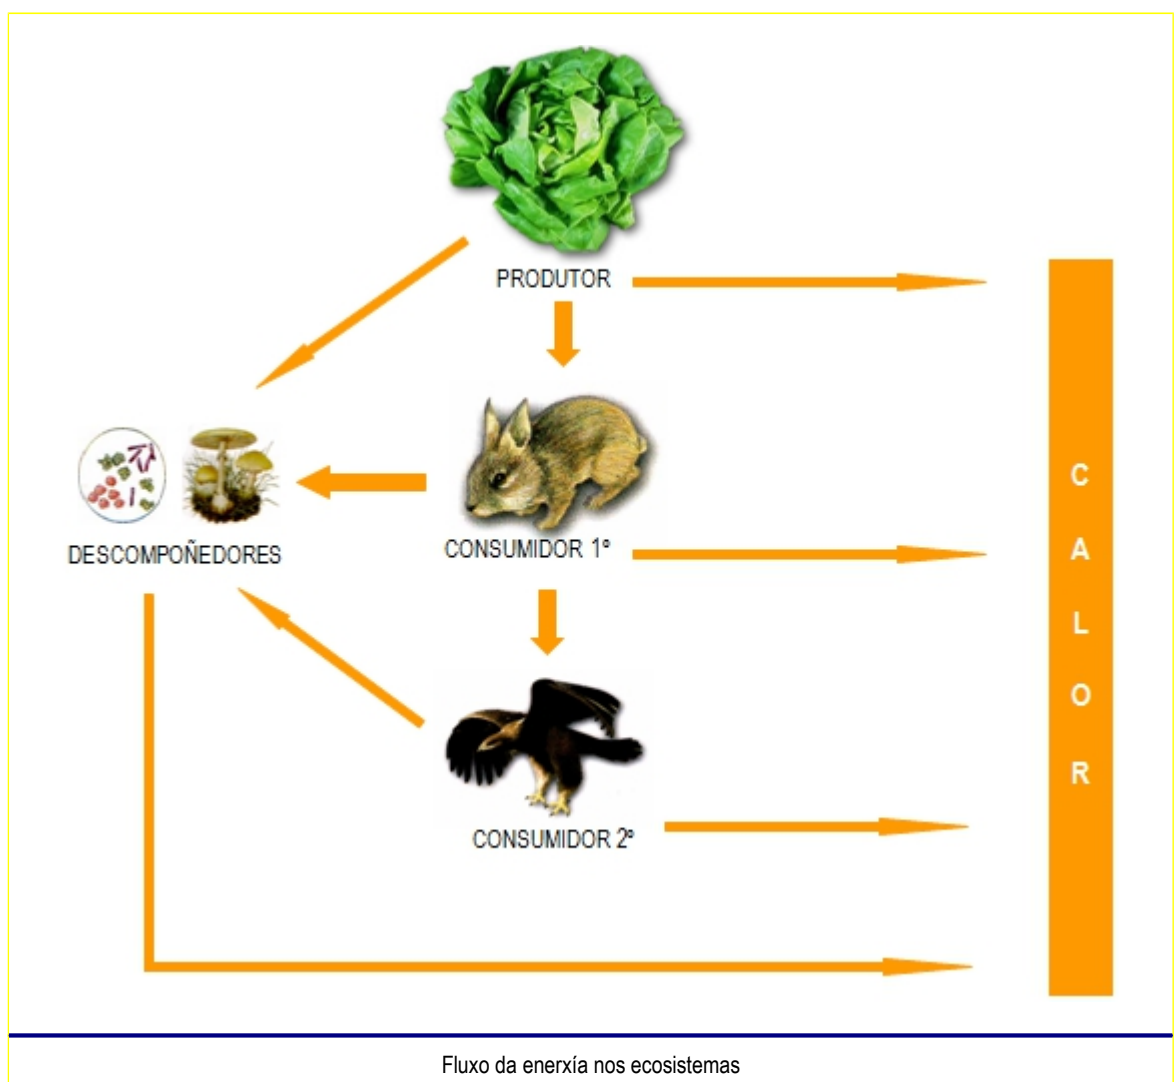 PRODUTOR
DESCOMPOÑEDORES
CONSUMIDOR 1º
CONSUMIDOR 2º
C
A
L
O
R
Fluxo da enerxía nos ecosistemas